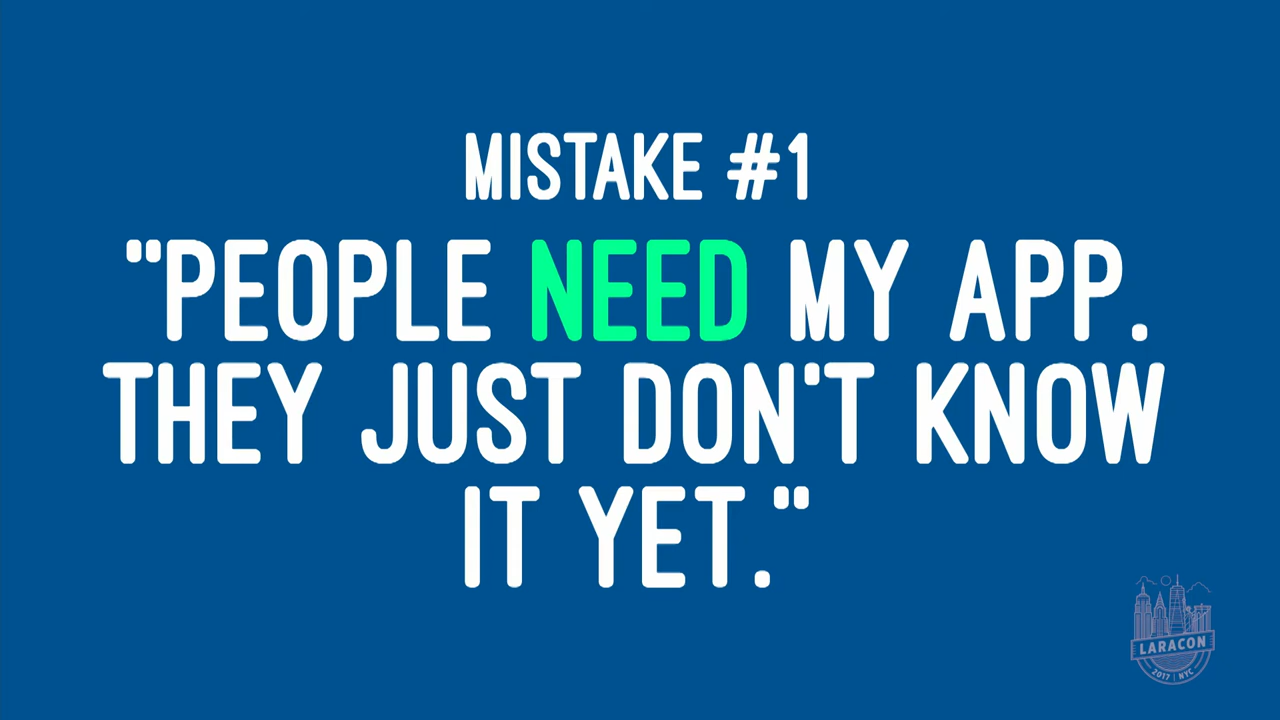 MISTAKE #1
"PEOPLE NEED MY APP.
THEY JUST DON'T KNOW
IT YET."
LARACON
2017 | NYC